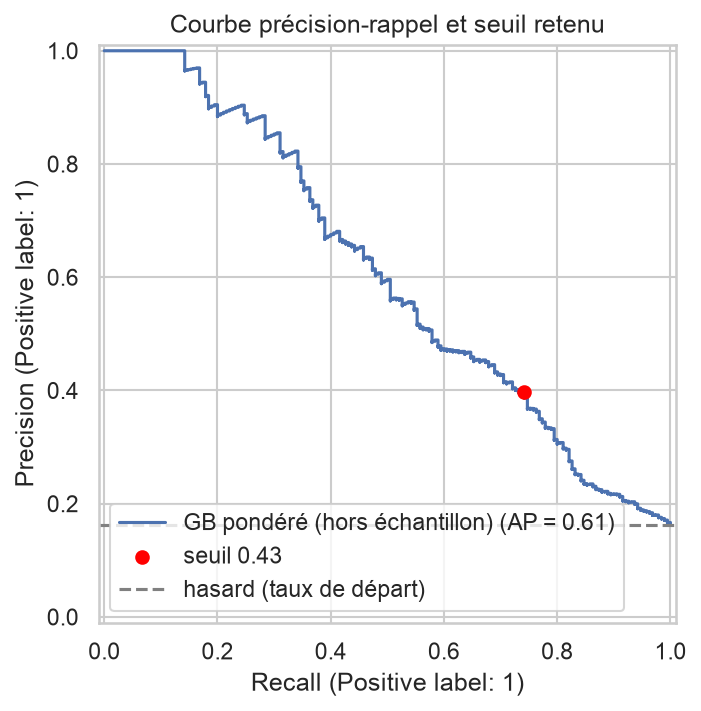 Courbe précision-rappel et seuil retenu
1.0
0.8
0.6
0.4
0.2
0.0
Precision (Positive label: 1)
GB pondéré (hors échantillon) (AP = 0.61)
seuil 0.43
hasard (taux de départ)
0.0 0.2 0.4 0.6 0.8 1.0
Recall (Positive label: 1)